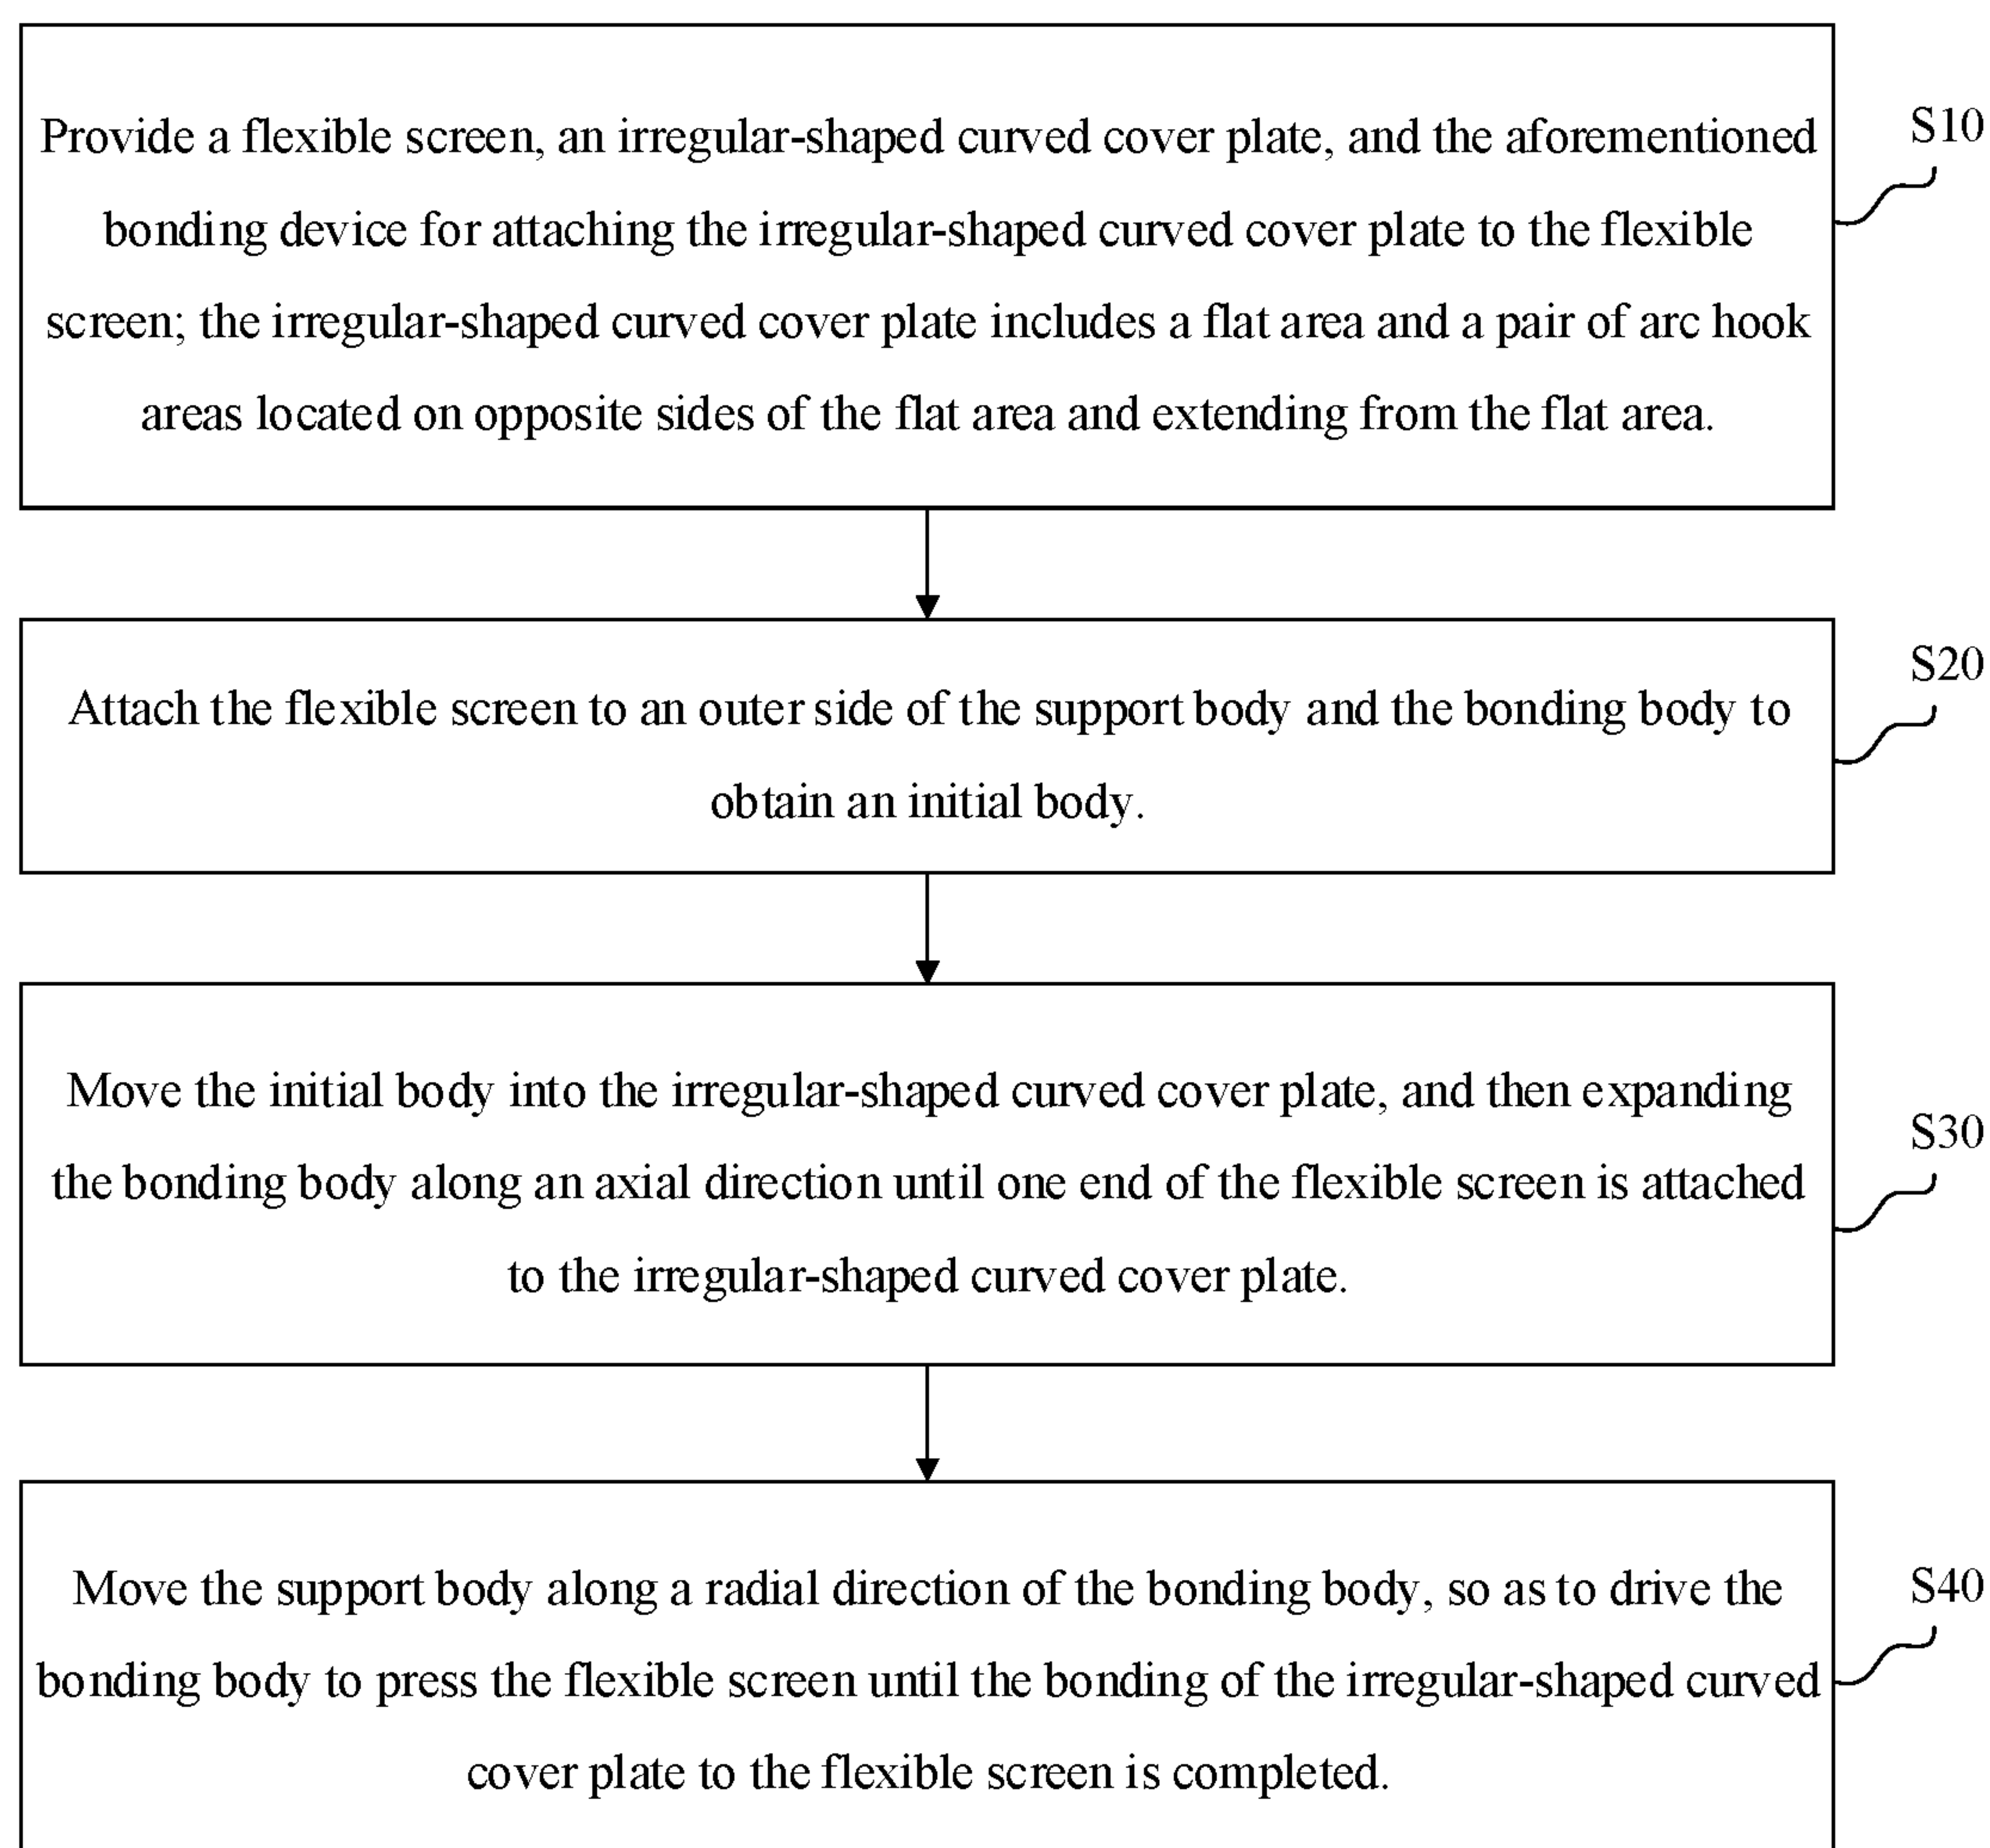 Provide a flexible screen, an irregular-shaped curved cover plate, and the aforementioned
bonding device for attaching the irregular-shaped curved cover plate to the flexible
screen; the irregular-shaped curved cover plate includes a flat area and a pair of arc hook
areas located on opposite sides of the flat area and extending from the flat area.
S10
Attach the flexible screen to an outer side of the support body and the bonding body to
obtain an initial body.
S20
Move the initial body into the irregular-shaped curved cover plate, and then expanding
the bonding body along an axial direction until one end of the flexible screen is attached
to the irregular-shaped curved cover plate.
S30
Move the support body along a radial direction of the bonding body, so as to drive the
bonding body to press the flexible screen until the bonding of the irregular-shaped curved
cover plate to the flexible screen is completed.
S40